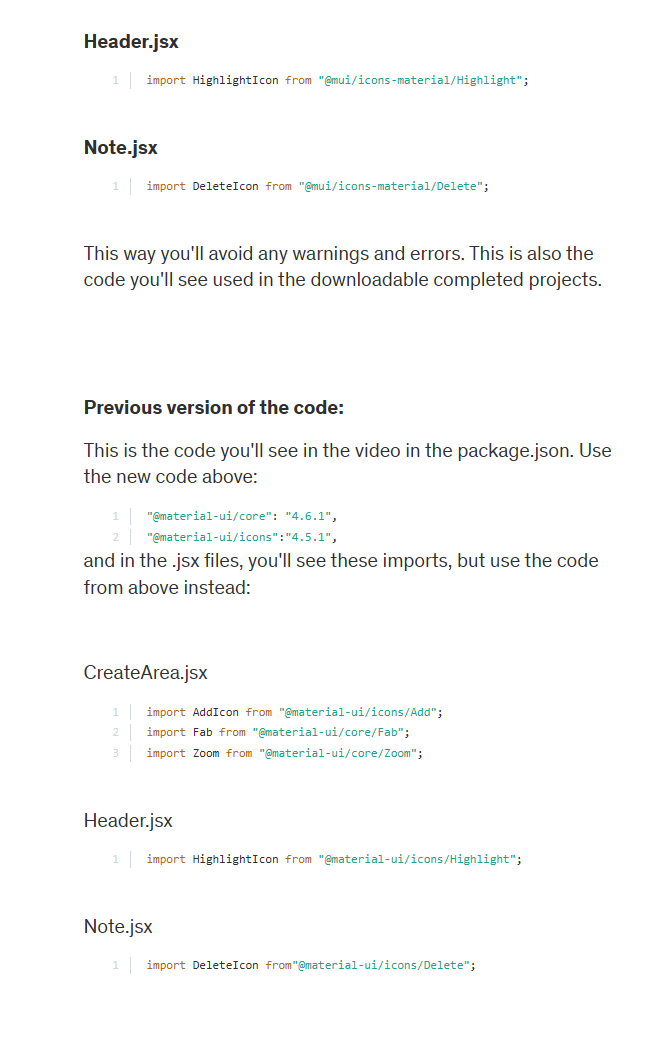 Header.jsx
1 import HighlightIcon from "@mui/icons-material/Highlight";
Note.jsx
1 import DeleteIcon from "@mui/icons-material/Delete";
This way you'll avoid any warnings and errors. This is also the
code you'll see used in the downloadable completed projects.
Previous version of the code:
This is the code you'll see in the video in the package.json. Use
the new code above:
1 "@material-ui/core": "4.6.1",
2 "@material-ui/icons":"4.5.1",
and in the .jsx files, you'll see these imports, but use the code
from above instead:
CreateArea.jsx
1 import AddIcon from "@material-ui/icons/Add";
2 import Fab from "@material-ui/core/Fab";
3 import Zoom from "@material-ui/core/Zoom";
Header.jsx
1 import HighlightIcon from "@material-ui/icons/Highlight";
Note.jsx
1 import DeleteIcon from"@material-ui/icons/Delete";